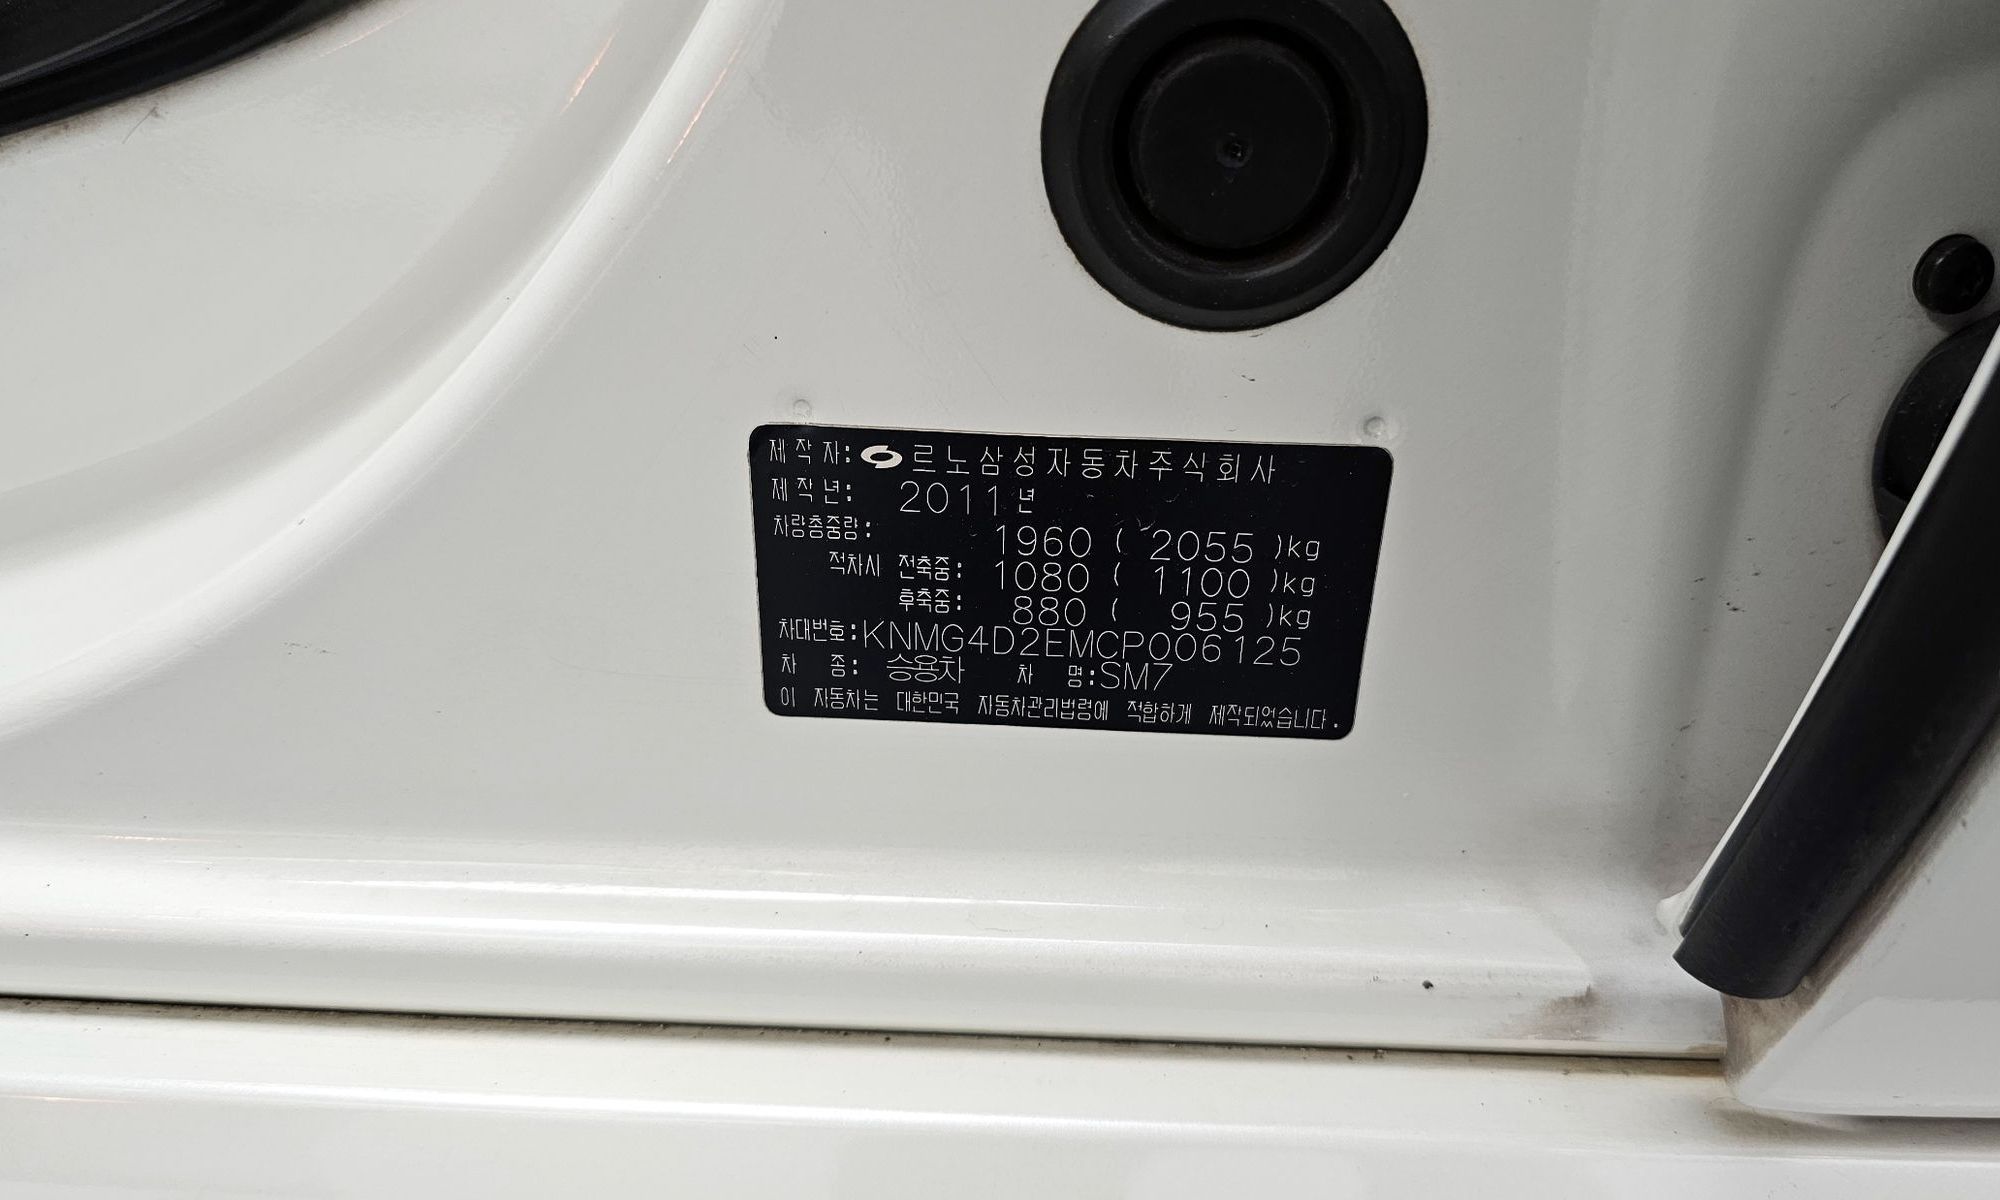 제 작 자: 르노삼성자동차주식회사
제 작 년: 2011년
차량총중량: 1960 ( 2055 )kg
적차시 전축중: 1080 ( 1100 )kg
후축중: 880 ( 955 )kg
차대번호:KNMG4D2EMCP006125
차 종: 승용차 차 명:SM7
이 자동차는 대한민국 자동차관리법령에 적합하게 제작되었습니다.